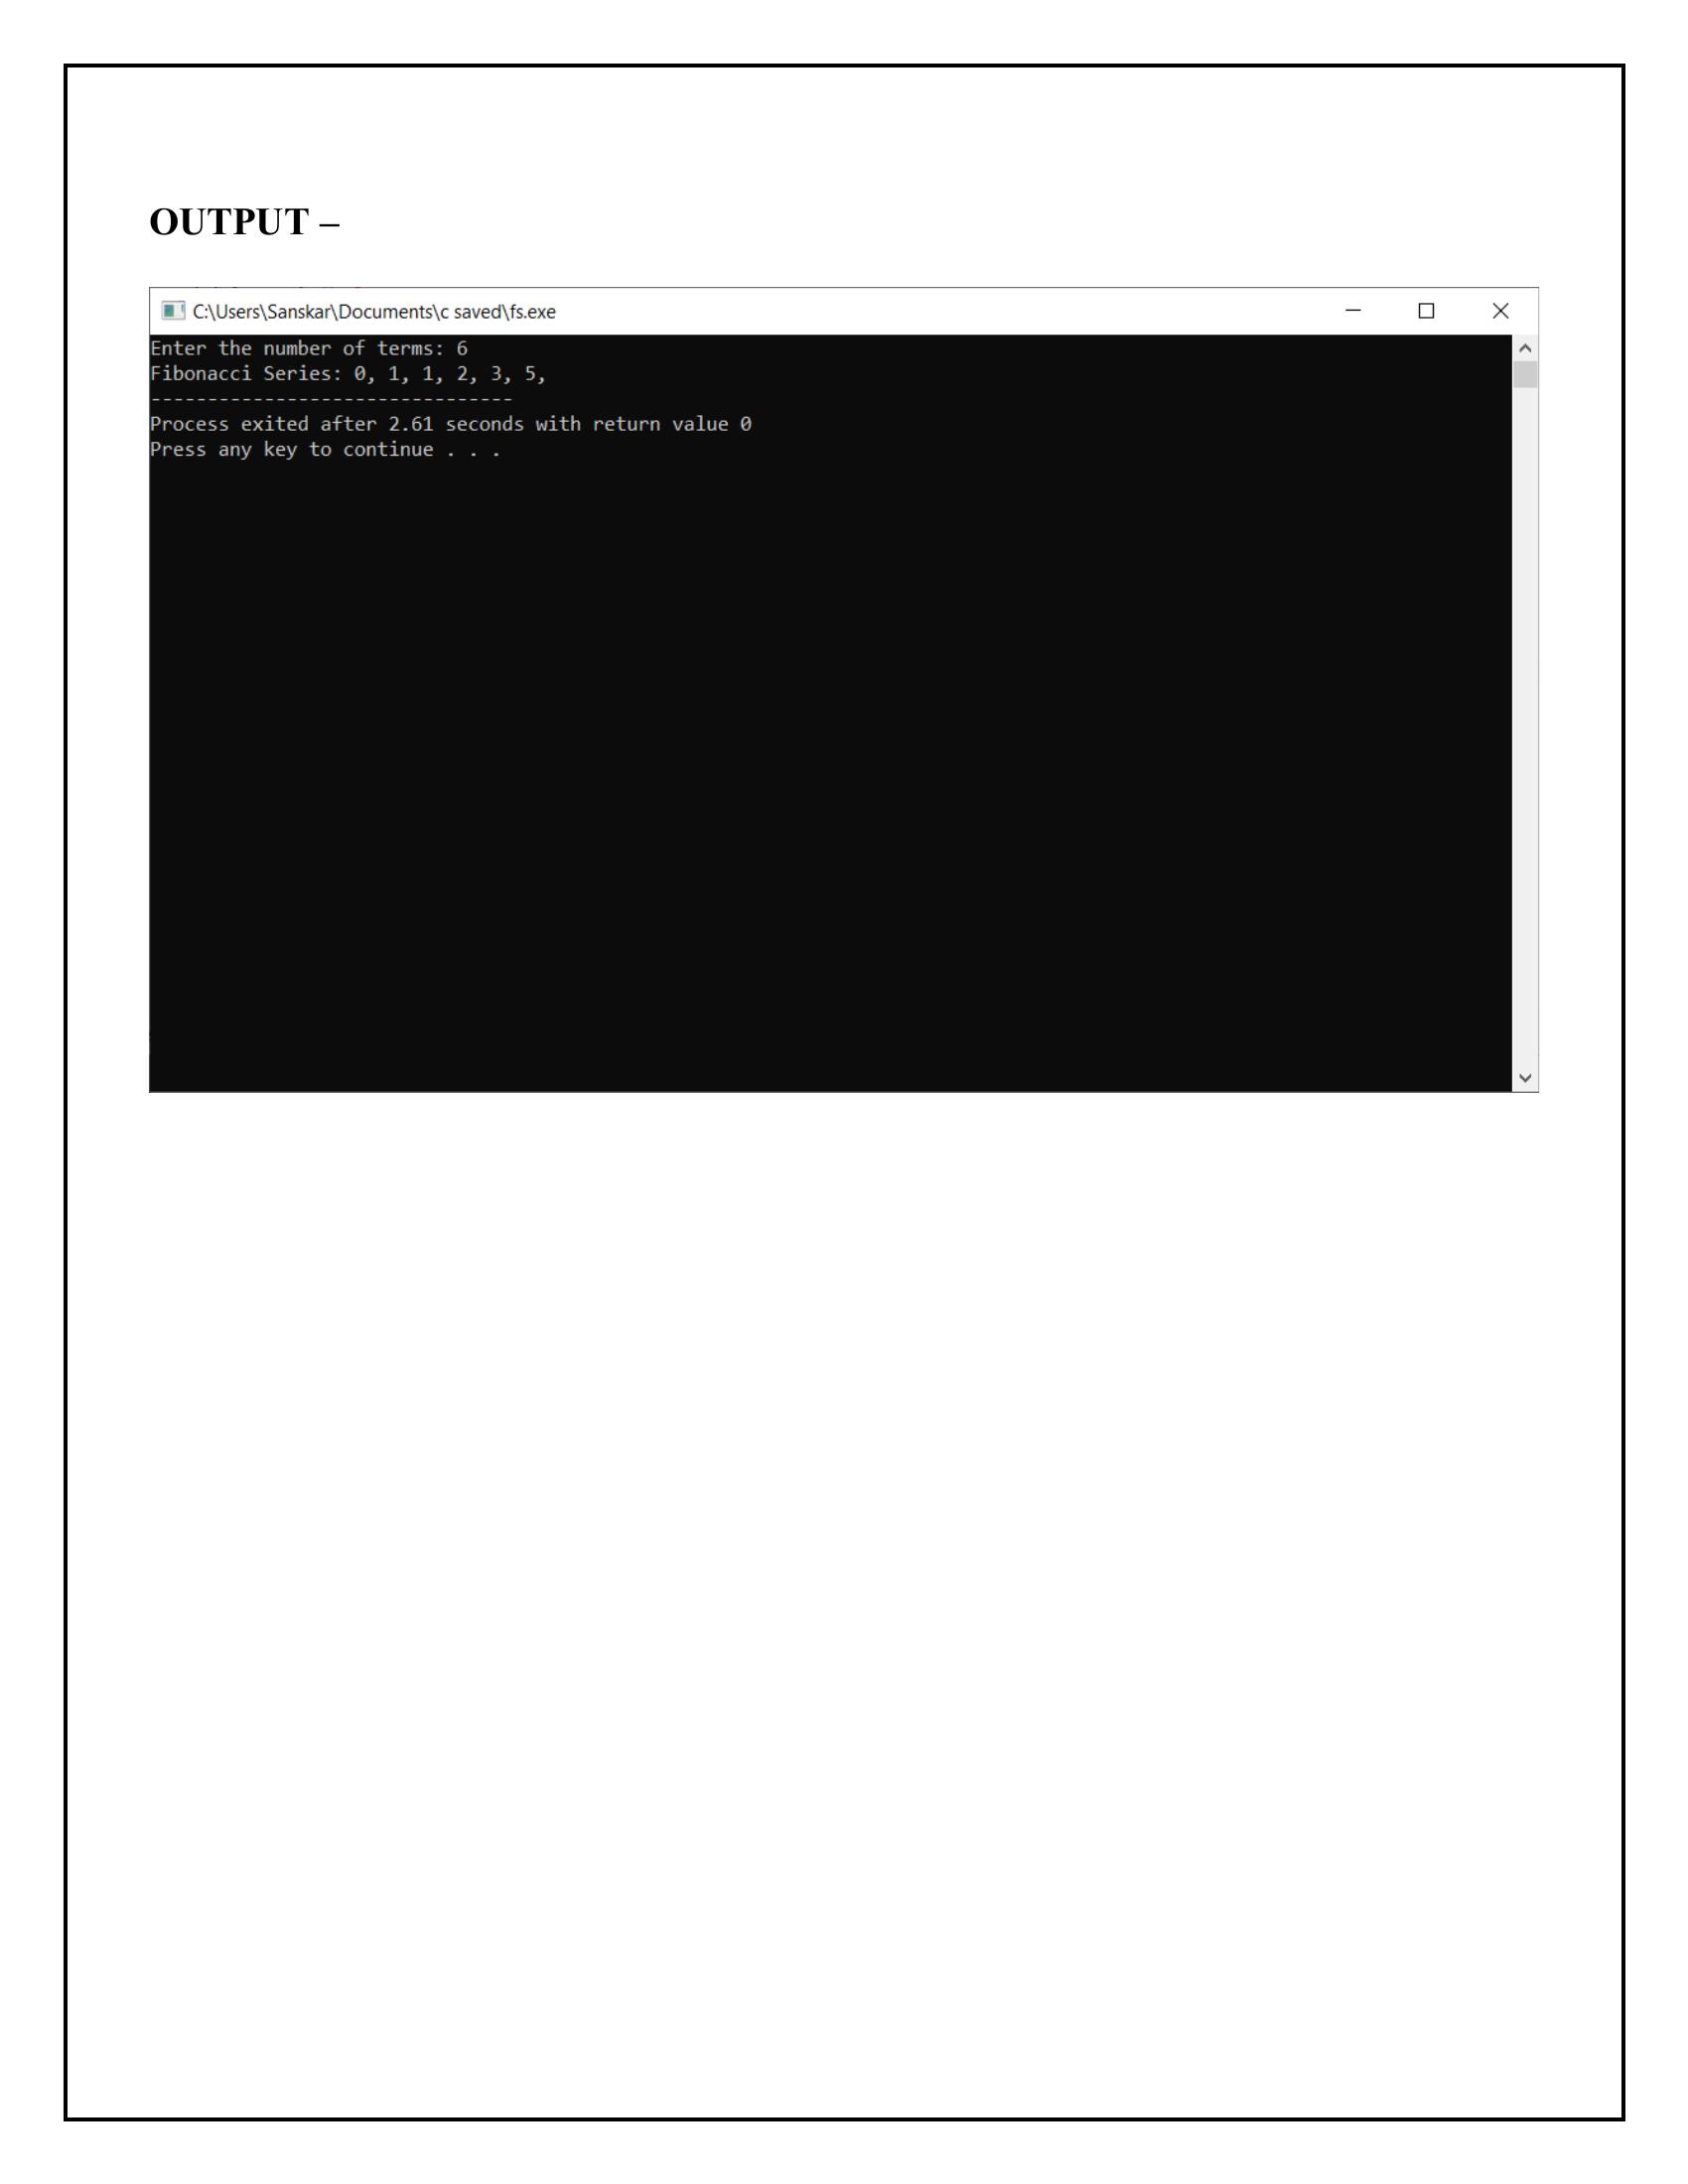 OUTPUT –
C:\Users\Sanskar\Documents\c saved\fs.exe
Enter the number of terms: 6
Fibonacci Series: 0, 1, 1, 2, 3, 5,
--------------------------------
Process exited after 2.61 seconds with return value 0
Press any key to continue . . .